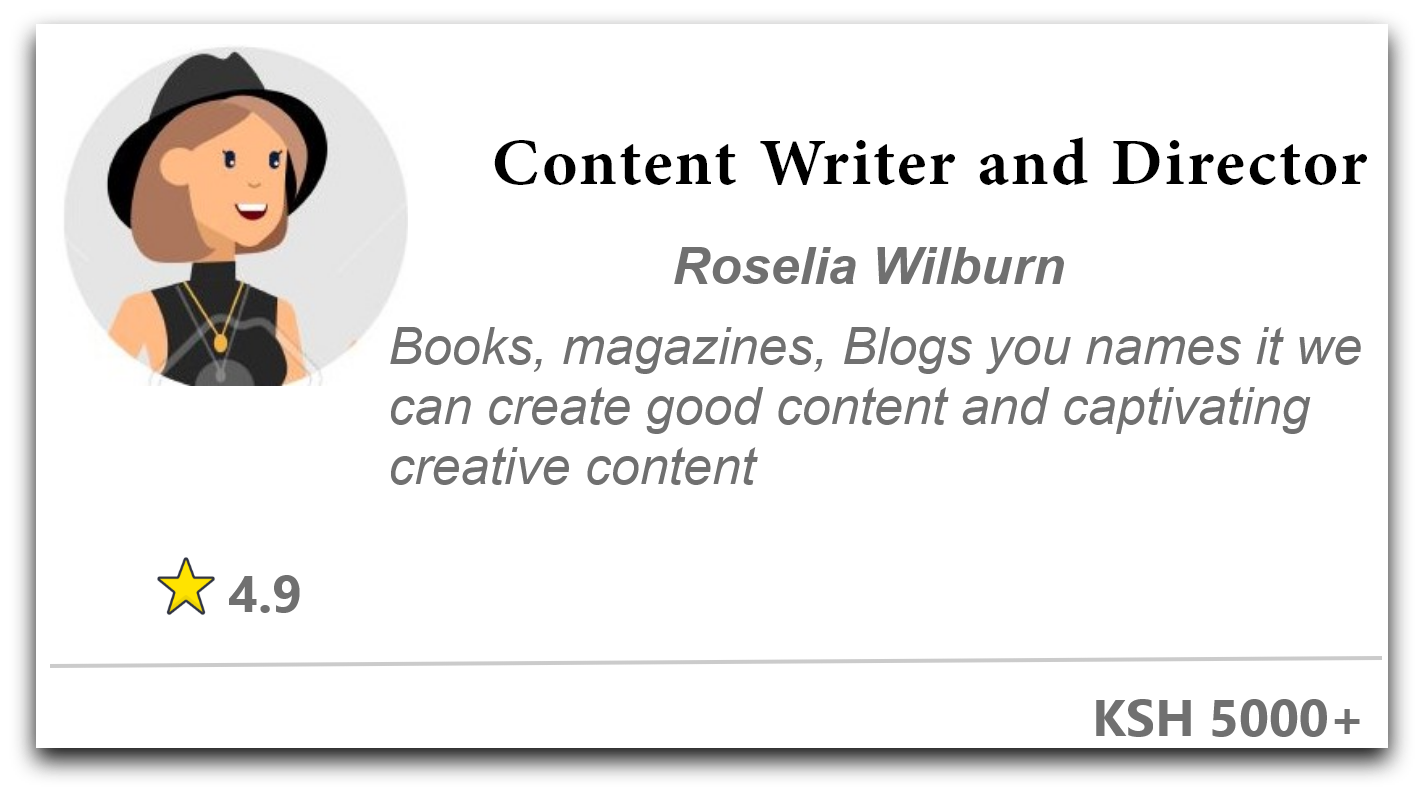 Content Writer and Director
Roselia Wilburn
Books, magazines, Blogs you names it we
can create good content and captivating
creative content
4.9
KSH 5000+